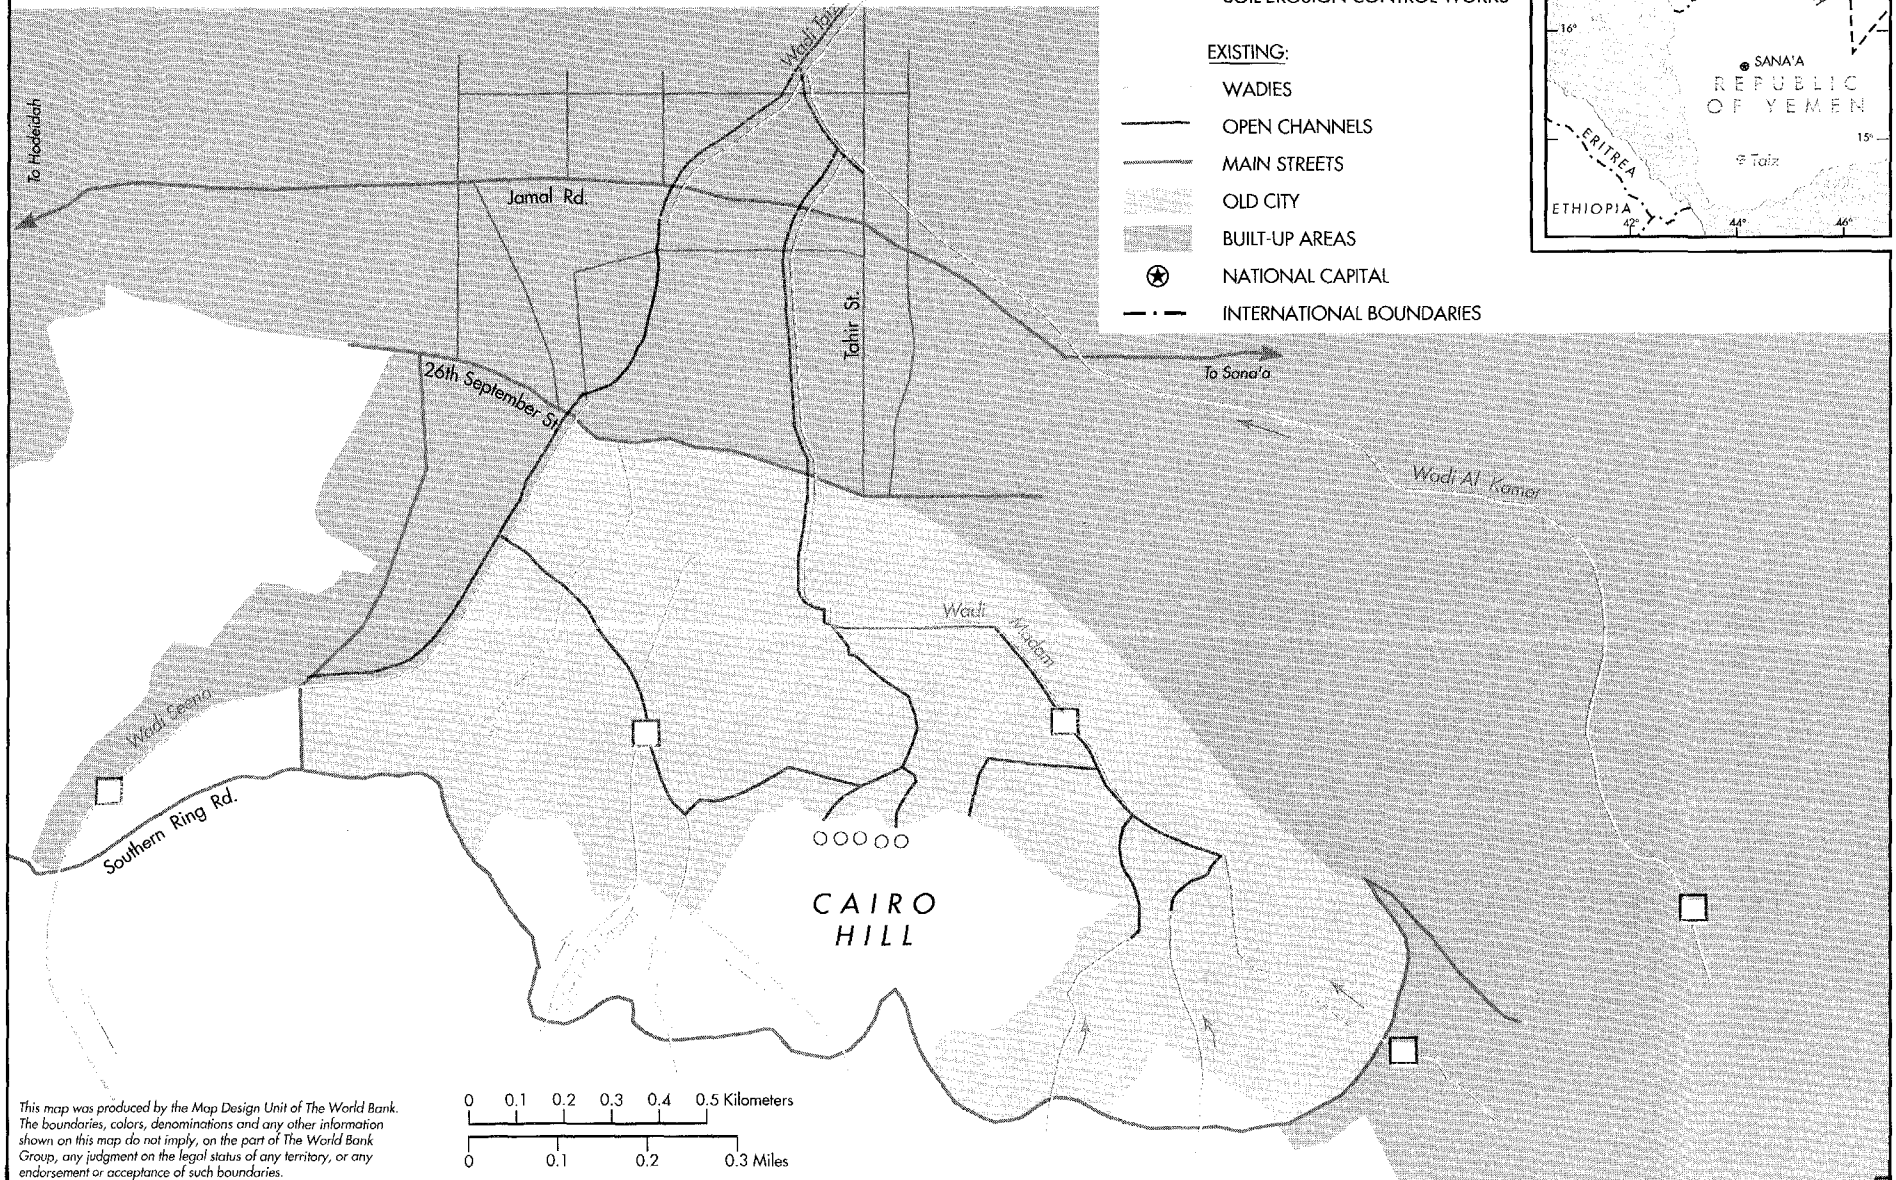 SOIL EROSION CONTROL WORKS
EXISTING:
WADIES
OPEN CHANNELS
MAIN STREETS
OLD CITY
BUILT-UP AREAS
NATIONAL CAPITAL
INTERNATIONAL BOUNDARIES
16°
SANA'A
REPUBLIC
OF YEMEN
15°
ERITREA
Taiz
ETHIOPIA
42°
44°
46°
Wadi Taiz
To Hodeidah
Jamal Rd.
Tahir St.
26th September St.
To Sana'a
Wadi Al Kamat
Wadi
Madam
Wadi Seena
Southern Ring Rd.
CAIRO
HILL
0 0.1 0.2 0.3 0.4 0.5 Kilometers
0 0.1 0.2 0.3 Miles
This map was produced by the Map Design Unit of The World Bank.
The boundaries, colors, denominations and any other information
shown on this map do not imply, on the part of The World Bank
Group, any judgment on the legal status of any territory, or any
endorsement or acceptance of such boundaries.